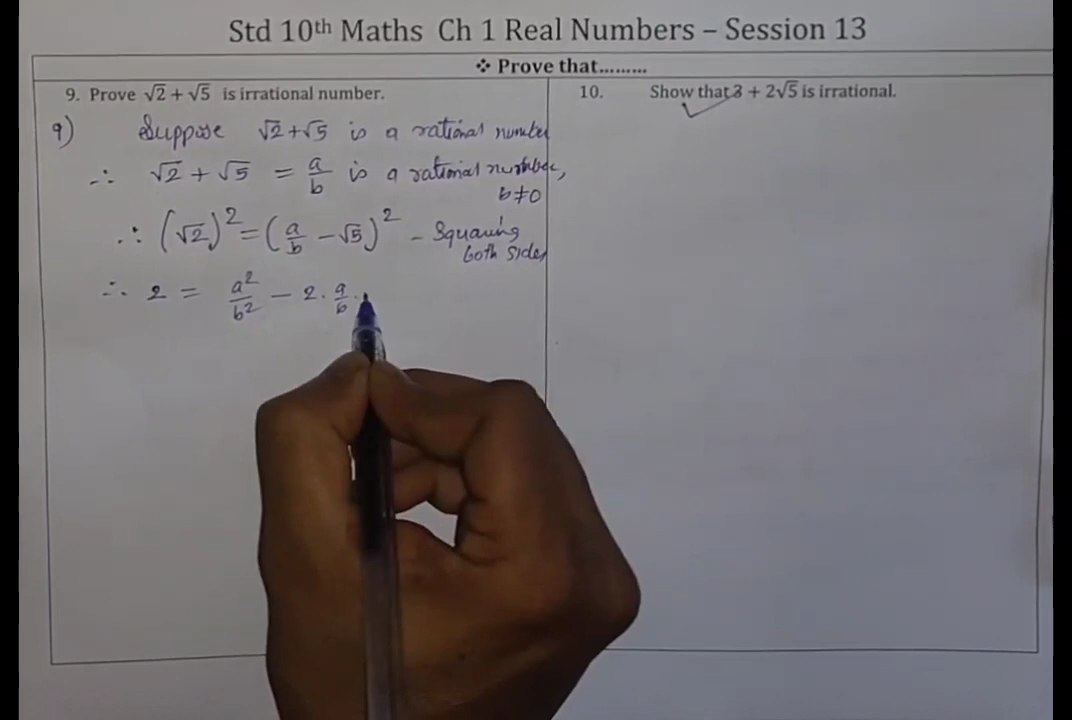 Std 10th Maths Ch 1 Real Numbers – Session 13
❖ Prove that.........
9. Prove √2 + √5 is irrational number.
9) Suppose √2+√5 is a rational number
∴ √2 + √5 = a/b is a rational number,
b≠0
∴ (√2)² = (a/b - √5)² - Squaring
both sides
∴ 2 = a²/b² - 2 · a/b ·
10. Show that 3 + 2√5 is irrational.